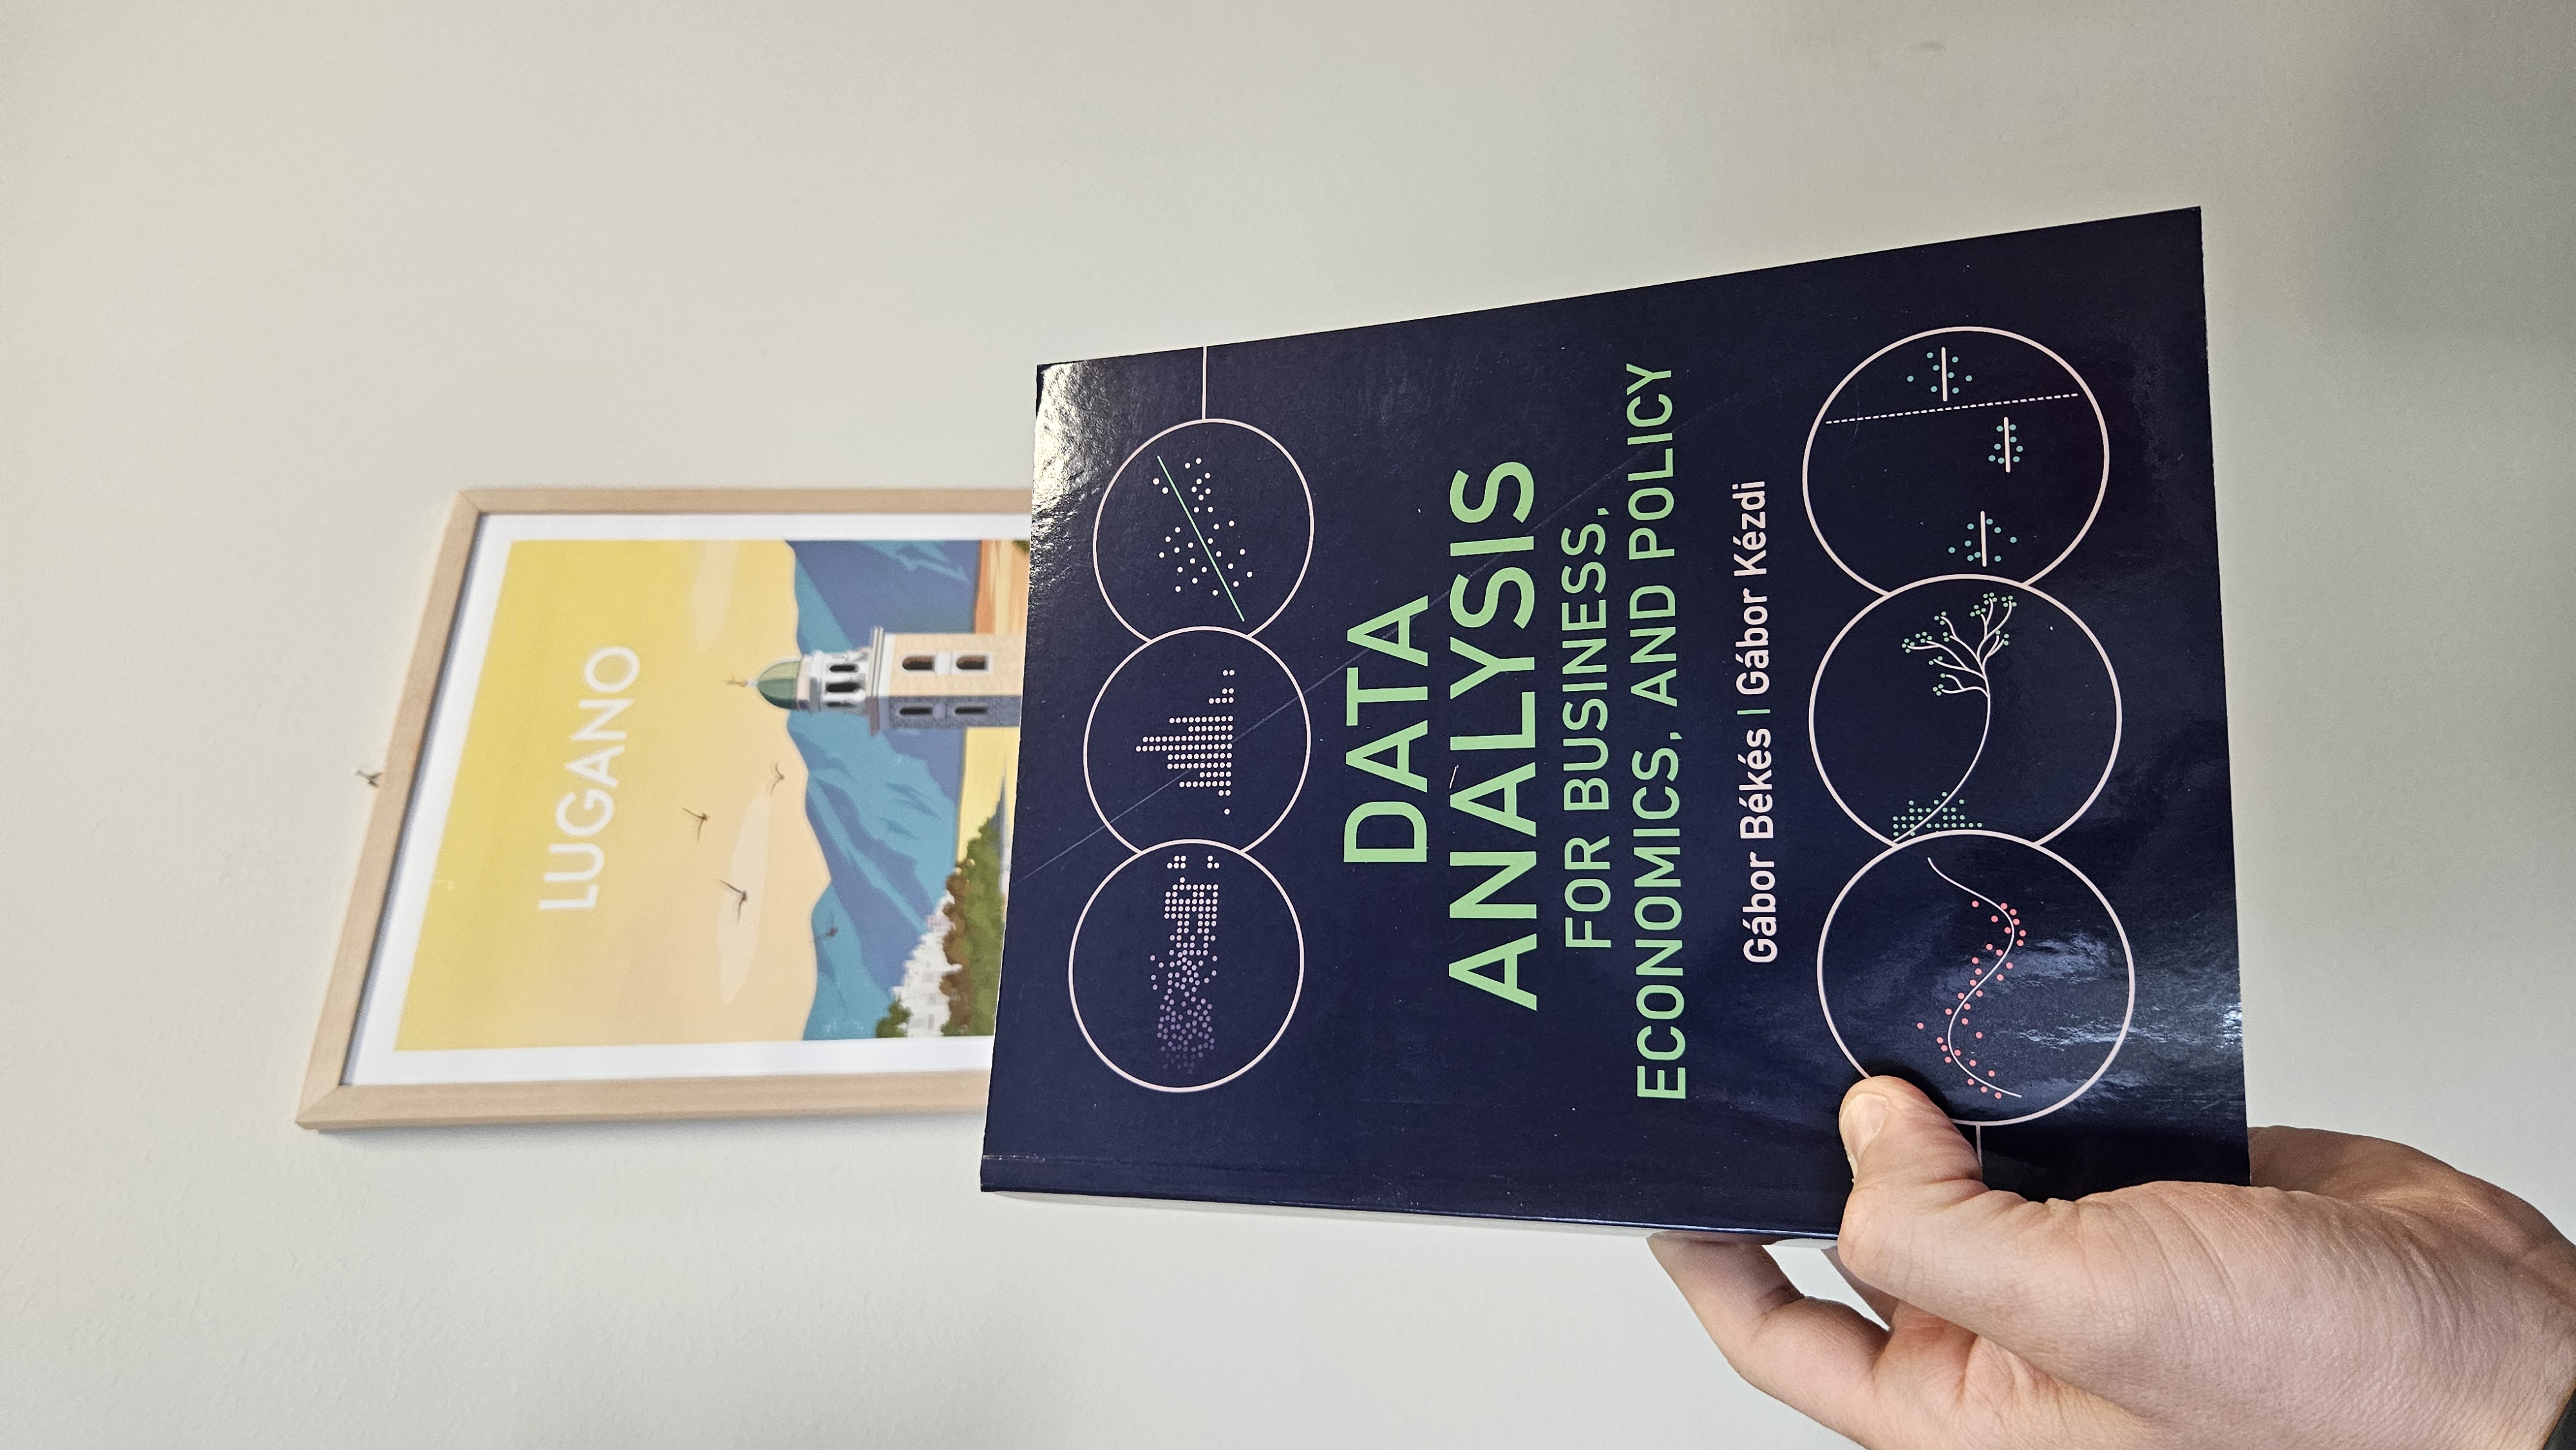 LUGANO
DATA
ANALYSIS
FOR BUSINESS,
ECONOMICS, AND POLICY
Gábor Békés | Gábor Kézdi